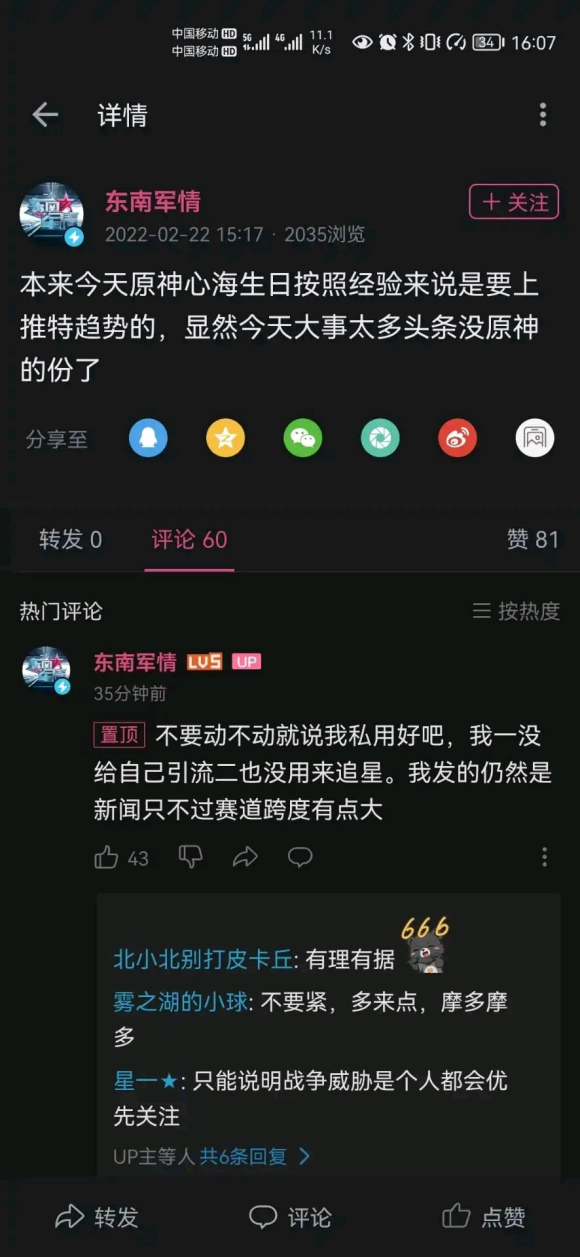 中国移动 HD 5G 4G 11.1
中国移动 HD K/s 34 16:07
详情
东南军情
+ 关注
2022-02-22 15:17 · 2035浏览
本来今天原神心海生日按照经验来说是要上
推特趋势的，显然今天大事太多头条没原神
的份了
分享至
转发 0 评论 60 赞 81
热门评论 按热度
东南军情 LV5 UP
35分钟前
置顶 不要动不动就说我私用好吧，我一没
给自己引流二也没用来追星。我发的仍然是
新闻只不过赛道跨度有点大
43
666
北小北别打皮卡丘: 有理有据
雾之湖的小球: 不要紧，多来点，摩多摩
多
星一★: 只能说明战争威胁是个人都会优
先关注
UP主等人 共6条回复 >
转发 评论 点赞